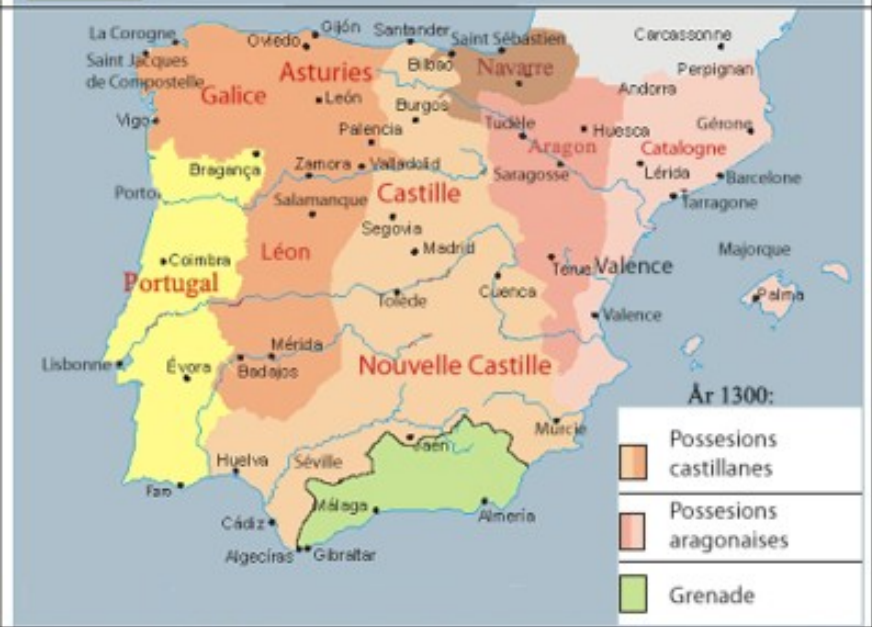 La Corogne
Gijón
Santander
Oviedo
Saint Sébastien
Carcassonne
Saint Jacques
de Compostelle
Bilbao
Asturies
Navarre
Perpignan
Galice
León
Burgos
Andorra
Vigo
Palencia
Tudèle
Huesca
Gérone
Aragon
Catalogne
Bragança
Zamora
Valladolid
Saragosse
Lérida
Barcelone
Porto
Salamanque
Castille
Tarragone
Segovia
Léon
Madrid
Majorque
Coimbra
Teruel
Valence
Portugal
Tolède
Cuenca
Palma
Valence
Mérida
Lisbonne
Évora
Badajos
Nouvelle Castille
År 1300:
Murcie
Possesions
castillanes
Jaén
Huelva
Séville
Faro
Málaga
Almeria
Possesions
aragonaises
Cádiz
Algeciras
Gibraltar
Grenade